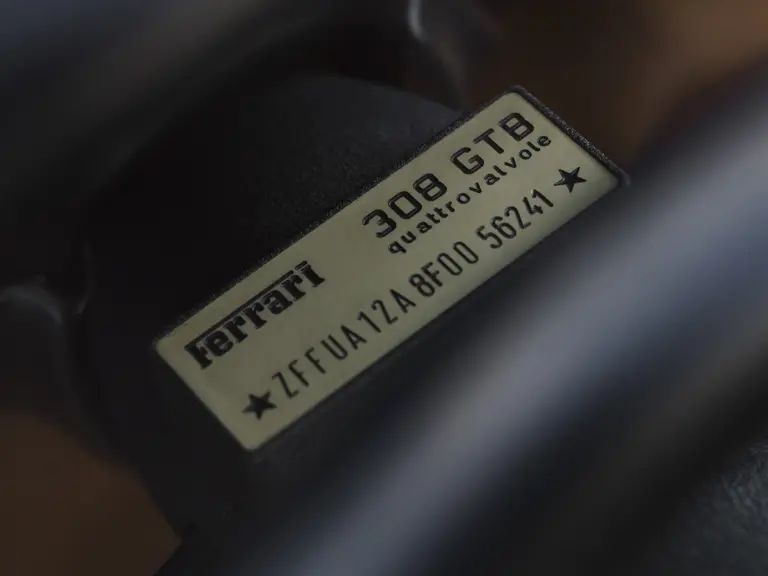 308 GTB
quattrovalvole
Ferrari
★ZFFUA12A8F0056241★